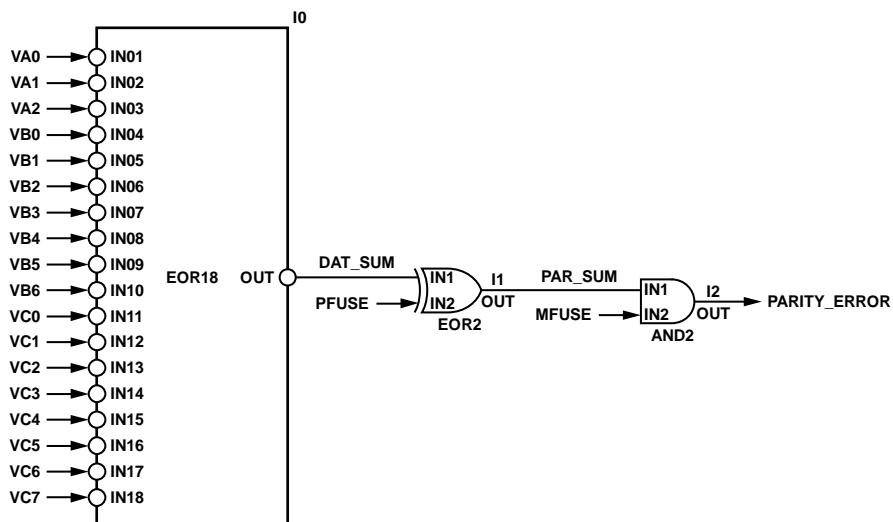 I0
VA0 IN01
VA1 IN02
VA2 IN03
VB0 IN04
VB1 IN05
VB2 IN06
VB3 IN07
VB4 IN08
VB5 IN09
VB6 IN10
VC0 IN11
VC1 IN12
VC2 IN13
VC3 IN14
VC4 IN15
VC5 IN16
VC6 IN17
VC7 IN18
EOR18 OUT
DAT_SUM
PFUSE
IN1
IN2
I1
OUT
EOR2
PAR_SUM
MFUSE
IN1
IN2
I2
OUT
AND2
PARITY_ERROR